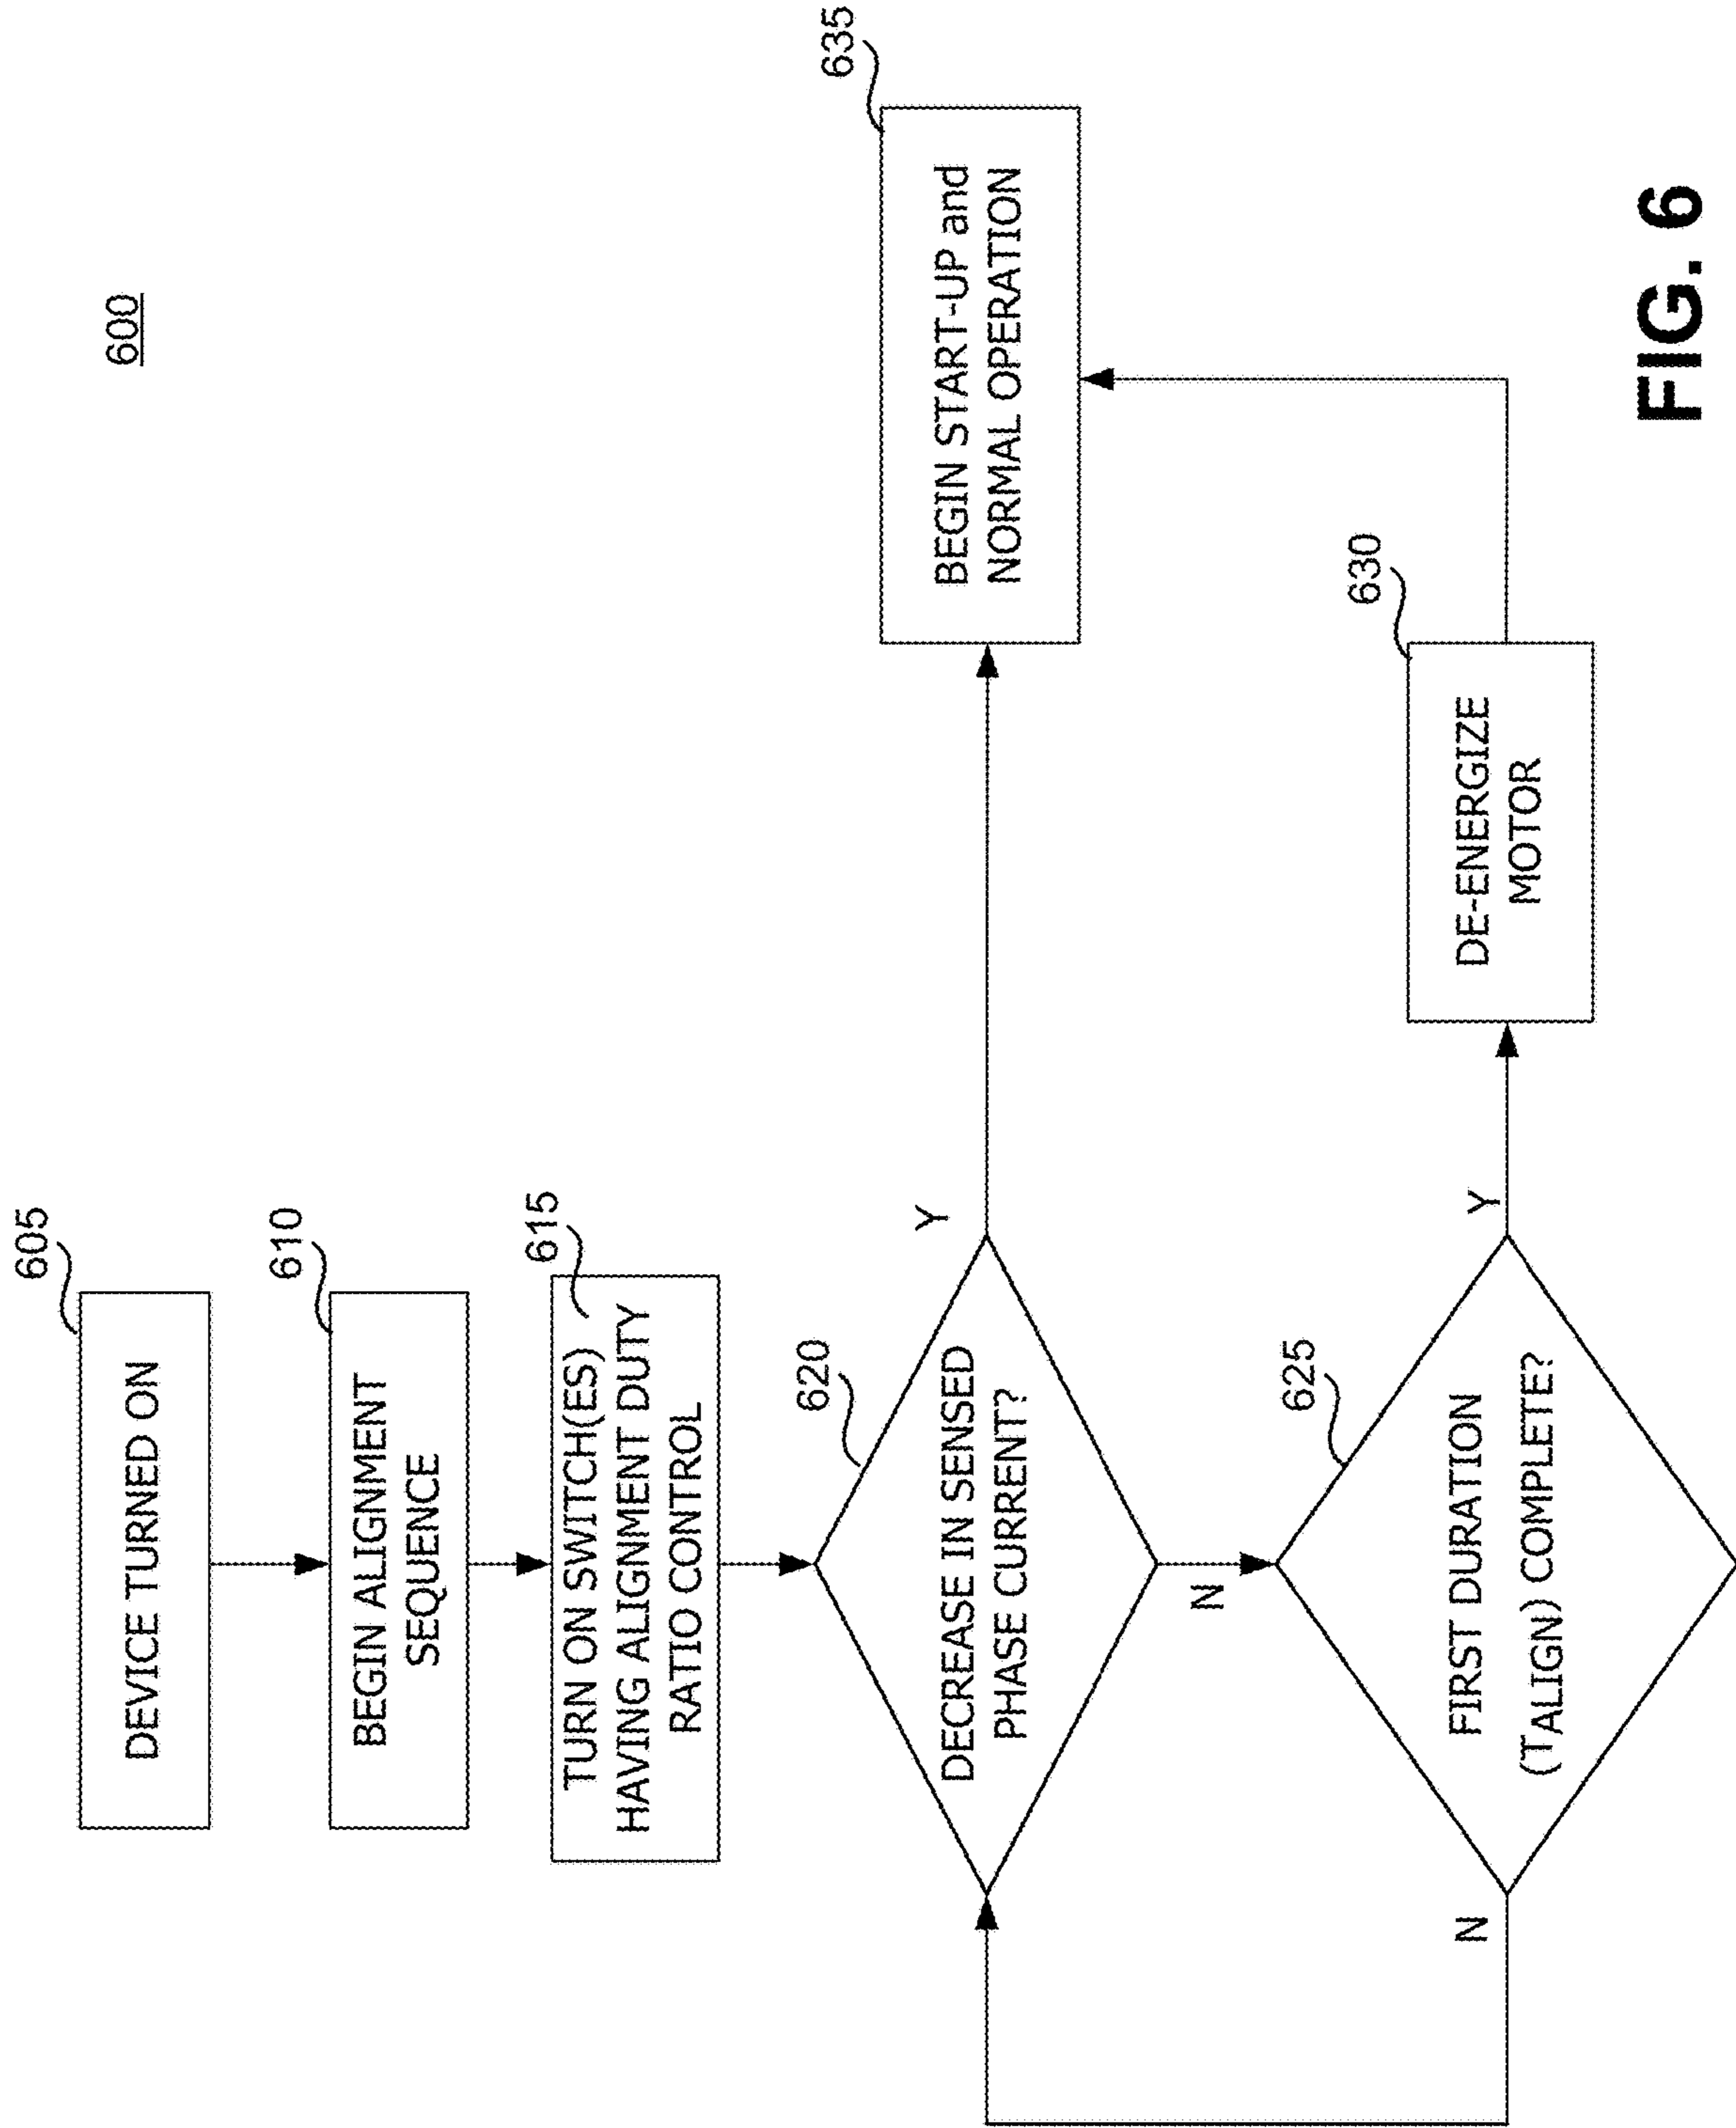 600
605
DEVICE TURNED ON
610
BEGIN ALIGNMENT
SEQUENCE
615
TURN ON SWITCH(ES)
HAVING ALIGNMENT DUTY
RATIO CONTROL
620
DECREASE IN SENSED
PHASE CURRENT?
Y
N
635
BEGIN START-UP and
NORMAL OPERATION
625
FIRST DURATION
(TALIGN) COMPLETE?
Y
N
630
DE-ENERGIZE
MOTOR
FIG. 6